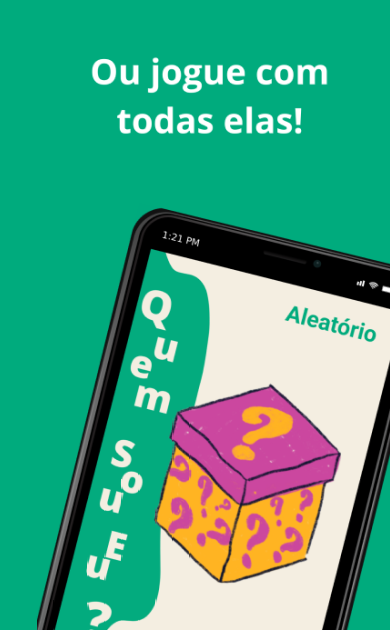 Ou jogue com
todas elas!
1:21 PM
Aleatório
Quem
Sou
Eu
?